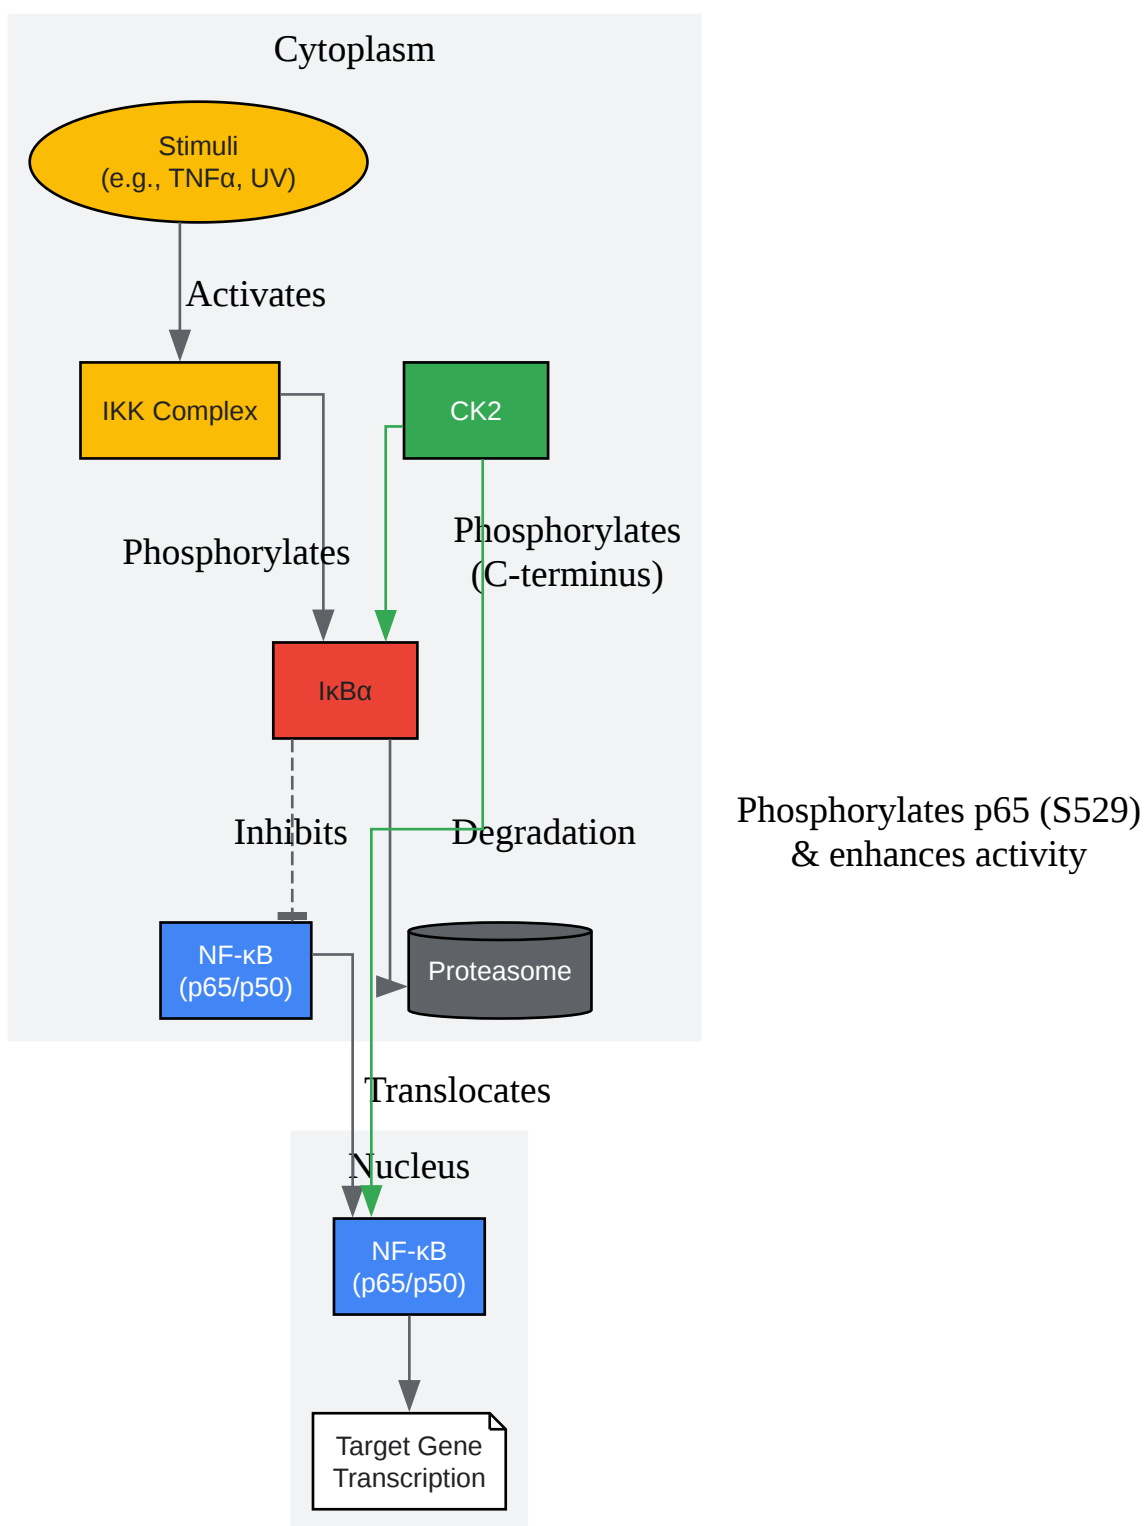 Cytoplasm
Stimuli
(e.g., TNFα, UV)
Activates
IKK Complex
CK2
Phosphorylates
Phosphorylates
(C-terminus)
IκBα
Inhibits
Degradation
Phosphorylates p65 (S529)
& enhances activity
NF-κB
(p65/p50)
Proteasome
Translocates
Nucleus
NF-κB
(p65/p50)
Target Gene
Transcription